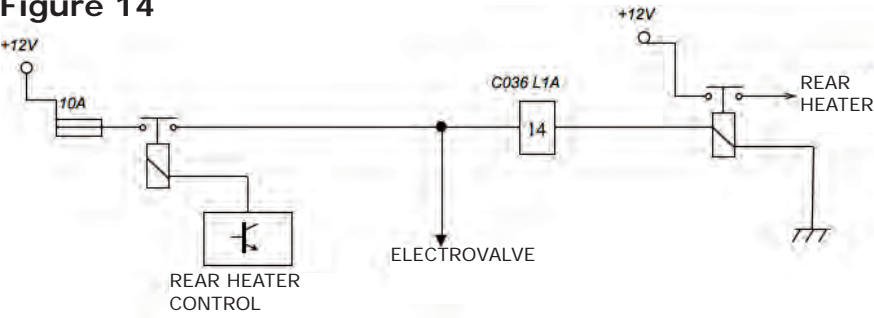 Figure 14
+12V
10A
C036 L1A
14
+12V
REAR
HEATER
ELECTROVALVE
REAR HEATER
CONTROL